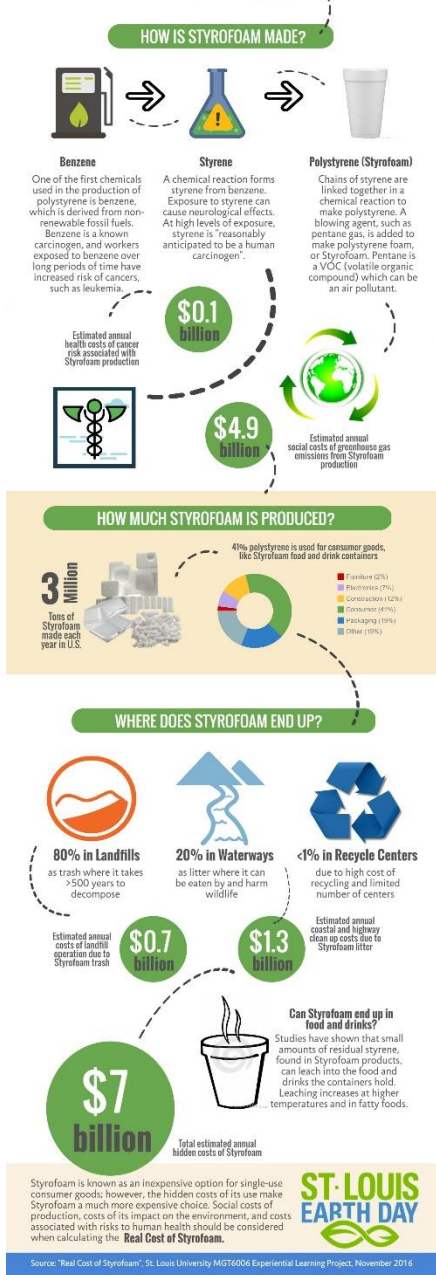 HOW IS STYROFOAM MADE?
Benzene
One of the first chemicals
used in the production of
polystyrene is benzene,
which is derived from non-
renewable fossil fuels.
Benzene is a known
carcinogen, and workers
exposed to benzene over
long periods of time have
increased risk of cancers,
such as leukemia.
Styrene
A chemical reaction forms
styrene from benzene.
Exposure to styrene can
cause neurological effects.
At high levels of exposure,
styrene is "reasonably
anticipated to be a human
carcinogen".
Polystyrene (Styrofoam)
Chains of styrene are
linked together in a
chemical reaction to
make polystyrene. A
blowing agent, such as
pentane gas, is added to
make polystyrene foam,
or Styrofoam. Pentane is
a VOC (volatile organic
compound) which can be
an air pollutant.
$0.1
billion
Estimated annual
health costs of cancer
risk associated with
Styrofoam production
$4.9
billion
Estimated annual
social costs of greenhouse gas
emissions from Styrofoam
production
HOW MUCH STYROFOAM IS PRODUCED?
3 Million
Tons of
Styrofoam
made each
year in U.S.
41% polystyrene is used for consumer goods,
like Styrofoam food and drink containers
Furniture (2%)
Electronics (7%)
Construction (12%)
Consumer (41%)
Packaging (19%)
Other (19%)
WHERE DOES STYROFOAM END UP?
80% in Landfills
as trash where it takes
>500 years to
decompose
20% in Waterways
as litter where it can
be eaten by and harm
wildlife
<1% in Recycle Centers
due to high cost of
recycling and limited
number of centers
Estimated annual
costs of landfill
operation due to
Styrofoam trash
$0.7
billion
$1.3
billion
Estimated annual
coastal and highway
clean up costs due to
Styrofoam litter
Can Styrofoam end up in
food and drinks?
Studies have shown that small
amounts of residual styrene,
found in Styrofoam products,
can leach into the food and
drinks the containers hold.
Leaching increases at higher
temperatures and in fatty foods.
$7
billion
Total estimated annual
hidden costs of Styrofoam
Styrofoam is known as an inexpensive option for single-use
consumer goods; however, the hidden costs of its use make
Styrofoam a much more expensive choice. Social costs of
production, costs of its impact on the environment, and costs
associated with risks to human health should be considered
when calculating the Real Cost of Styrofoam.
ST·LOUIS
EARTH DAY
Source: "Real Cost of Styrofoam", St. Louis University MGT6006 Experiential Learning Project, November 2016